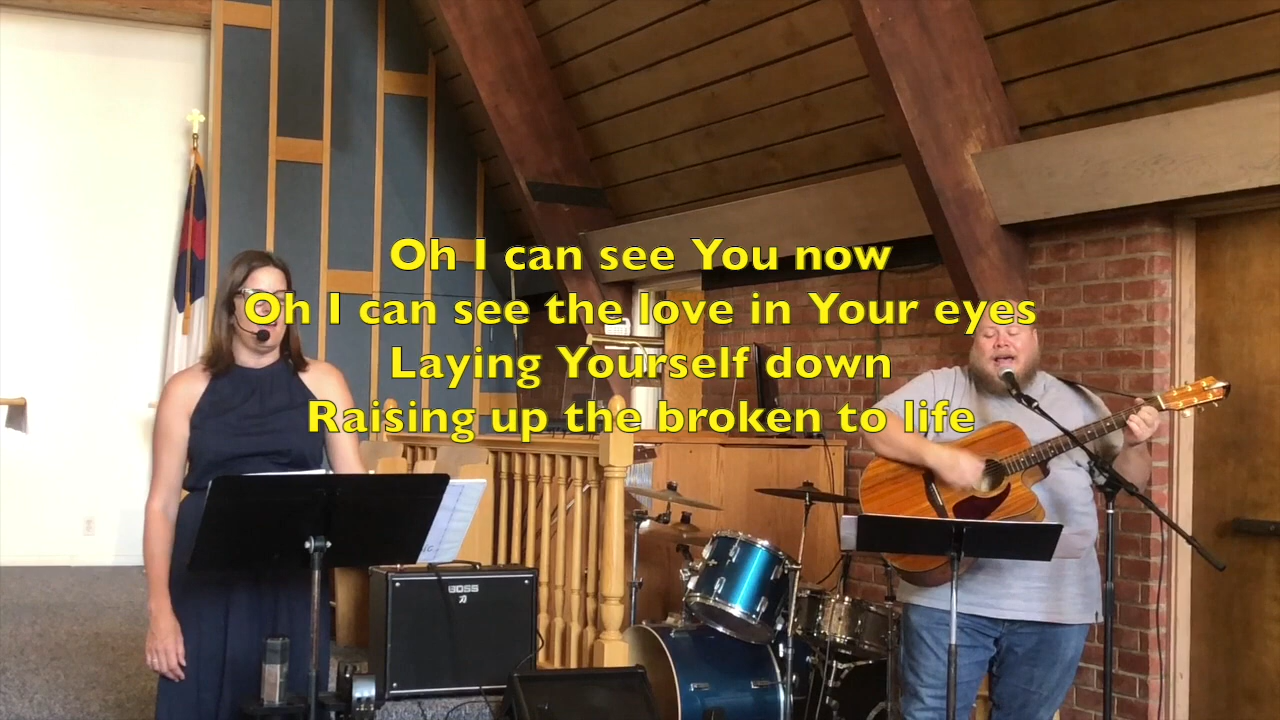 Oh I can see You now
Oh I can see the love in Your eyes
Laying Yourself down
Raising up the broken to life
BOSS